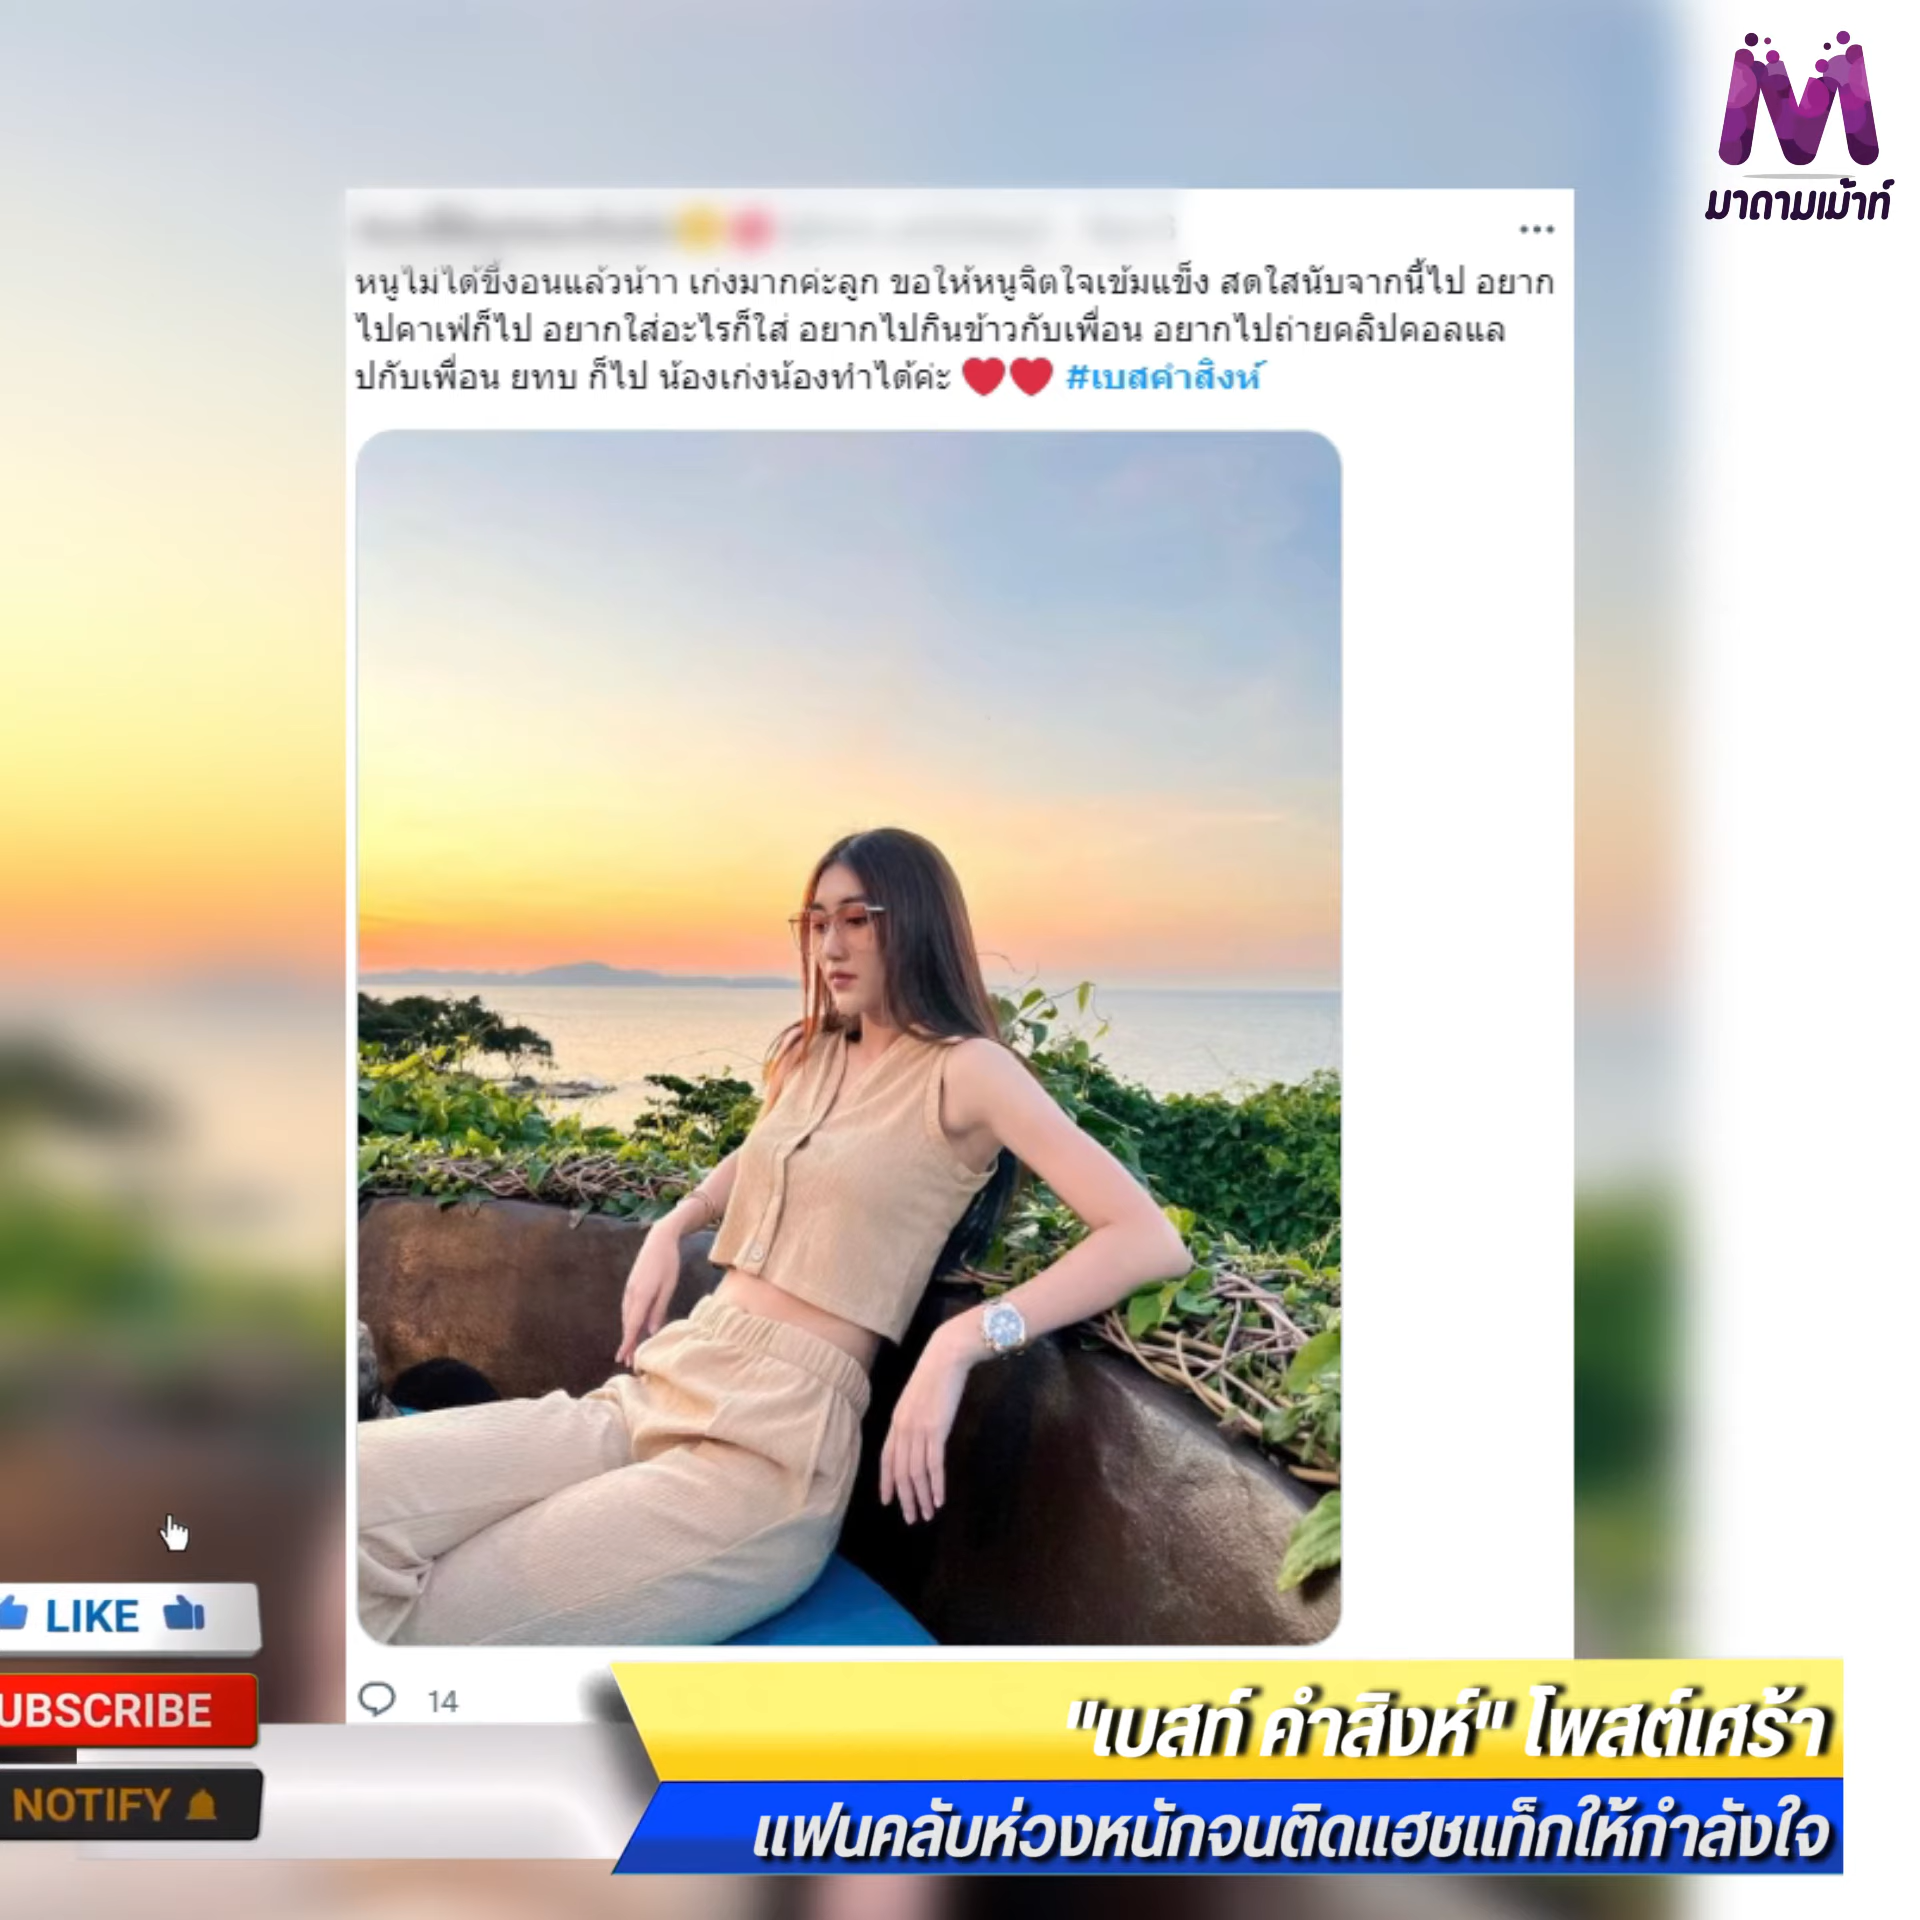 มาดามเม้าท์
หนูไม่ได้ขี้งอนแล้วน้าา เก่งมากค่ะลูก ขอให้หนูจิตใจเข้มแข็ง สดใสนับจากนี้ไป อยาก
ไปคาเฟ่ก็ไป อยากใส่อะไรก็ใส่ อยากไปกินข้าวกับเพื่อน อยากไปถ่ายคลิปคอลแล
ปกับเพื่อน ยทบ ก็ไป น้องเก่งน้องทำได้ค่ะ ❤️❤️ #เบสคำสิงห์
14
LIKE
UBSCRIBE
NOTIFY
"เบสท์ คำสิงห์" โพสต์เศร้า
แฟนคลับห่วงหนักจนติดแฮชแท็กให้กำลังใจ